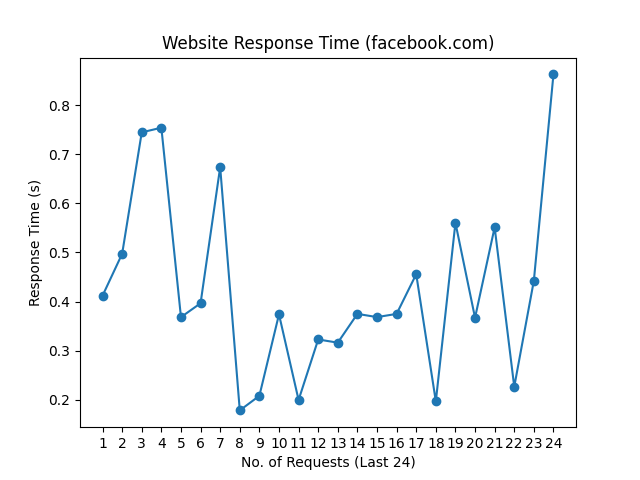 Website Response Time (facebook.com)
Response Time (s)
0.8
0.7
0.6
0.5
0.4
0.3
0.2
1 2 3 4 5 6 7 8 9 10 11 12 13 14 15 16 17 18 19 20 21 22 23 24
No. of Requests (Last 24)